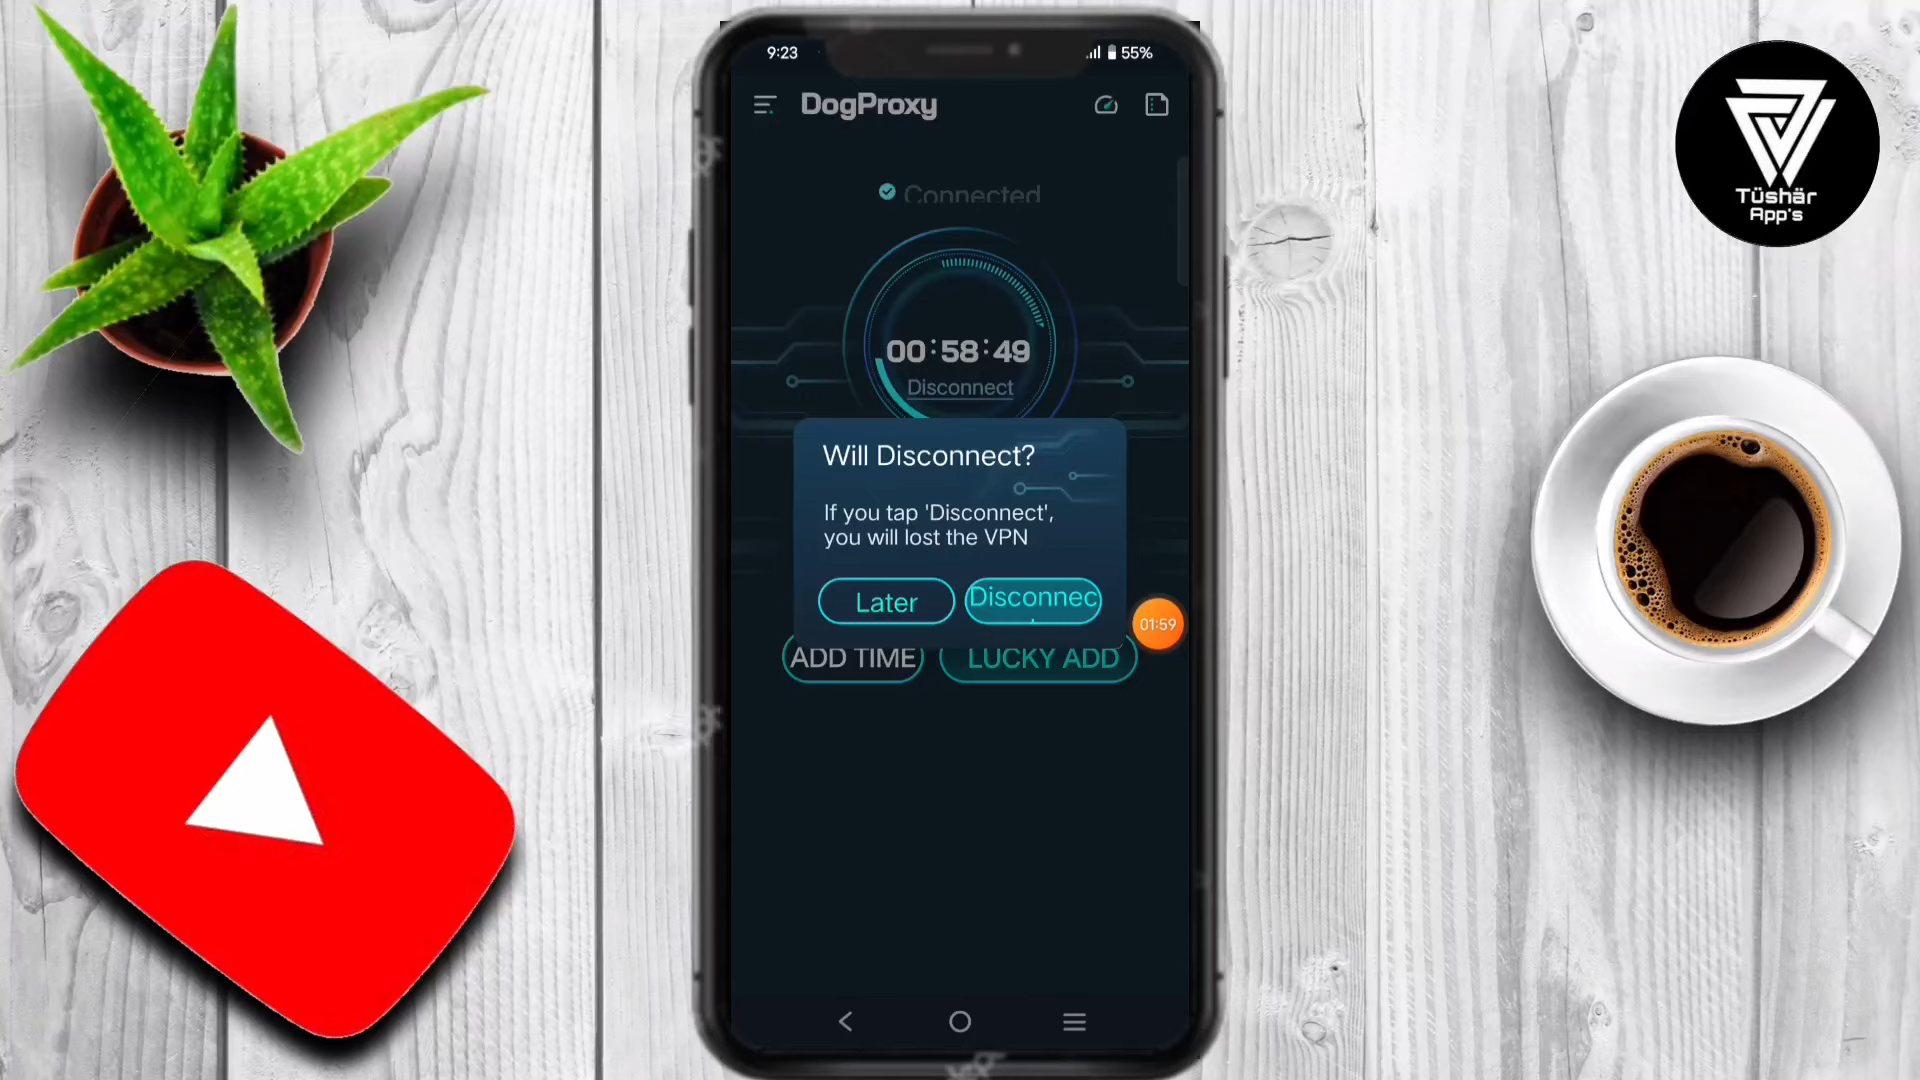 9:23
55%
DogProxy
Tüshär
App's
Connected
00:58:49
Disconnect
Will Disconnect?
If you tap 'Disconnect',
you will lost the VPN
Later
Disconnec
01:59
ADD TIME
LUCKY ADD